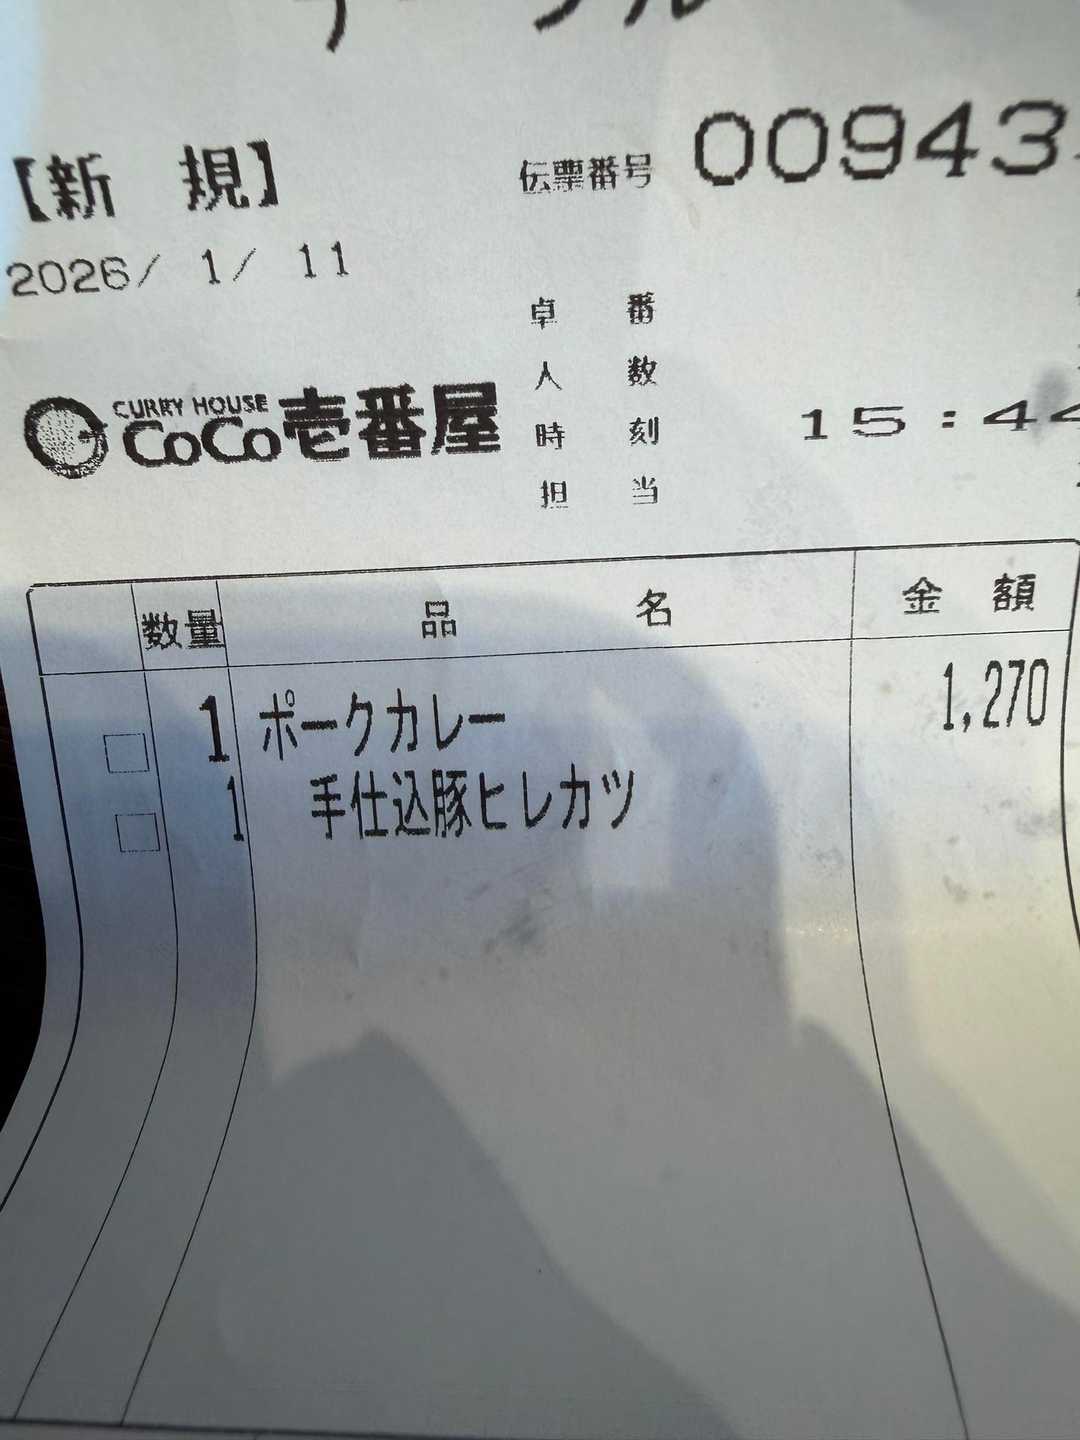 【新 規】
伝票番号 00943
2026/ 1/ 11
卓 番
人 数
CURRY HOUSE
CoCo壱番屋
時 刻 15:44
担 当
数量 品 名 金 額
1 ポークカレー 1,270
1 手仕込豚ヒレカツ